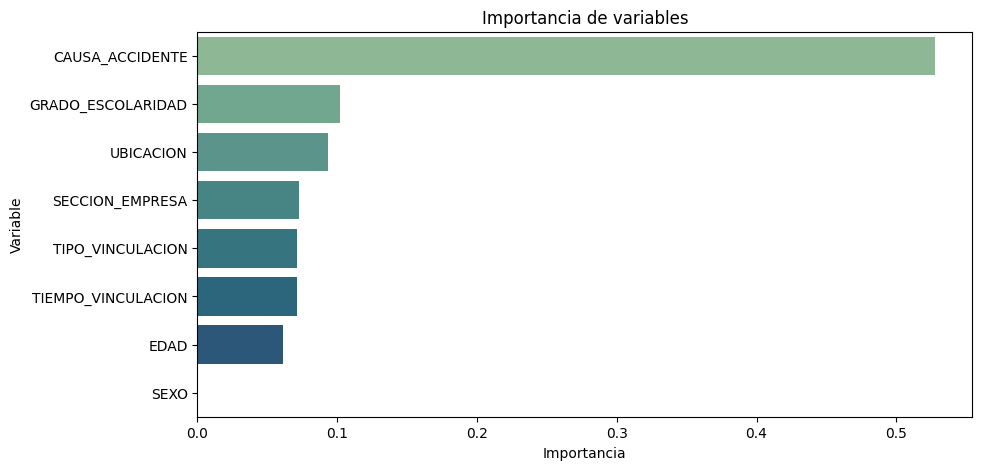 Importancia de variables
CAUSA_ACCIDENTE
GRADO_ESCOLARIDAD
UBICACION
SECCION_EMPRESA
TIPO_VINCULACION
TIEMPO_VINCULACION
EDAD
SEXO
Variable
0.0 0.1 0.2 0.3 0.4 0.5
Importancia